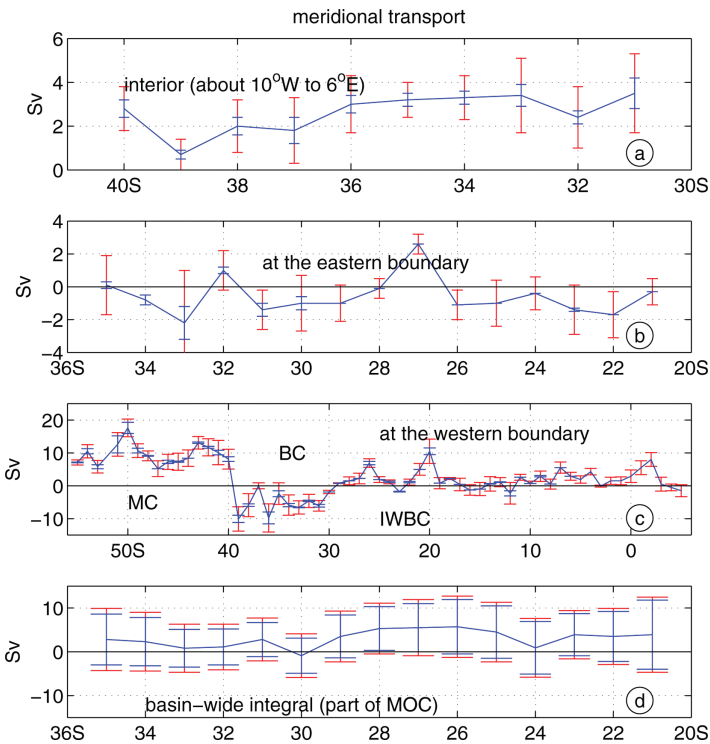 meridional transport
6
4
2
0
Sv
interior (about 10°W to 6°E)
a
40S 38 36 34 32 30S
4
2
0
−2
−4
Sv
at the eastern boundary
b
36S 34 32 30 28 26 24 22 20S
20
10
0
−10
Sv
at the western boundary
BC
MC
IWBC
c
50S 40 30 20 10 0
10
0
−10
Sv
basin−wide integral (part of MOC)
d
36S 34 32 30 28 26 24 22 20S